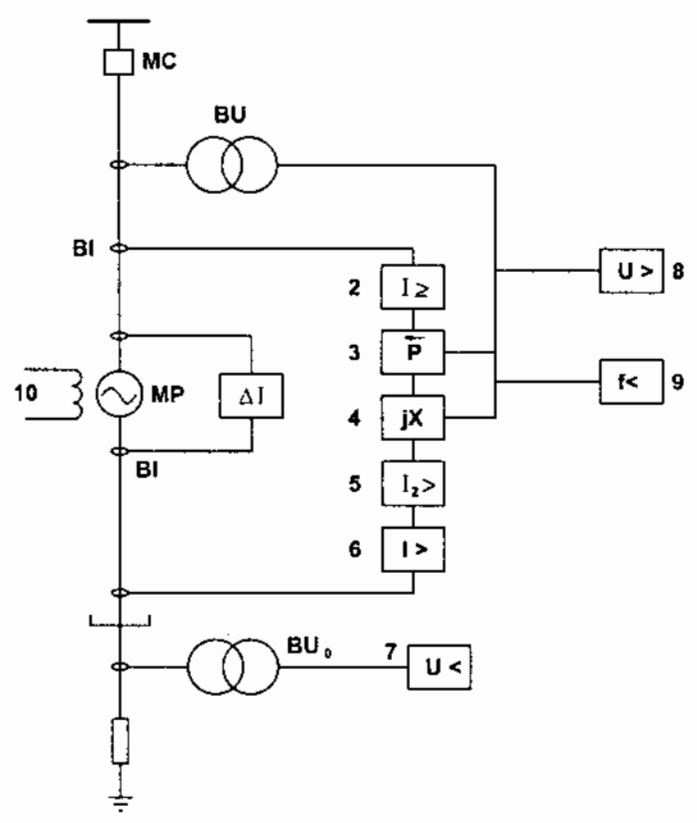 MC
BU
BI
2 I ≥
U > 8
3 P
10
MP
ΔI
f< 9
4 jX
BI
5 I₂ >
6 I >
BU₀
7 U <